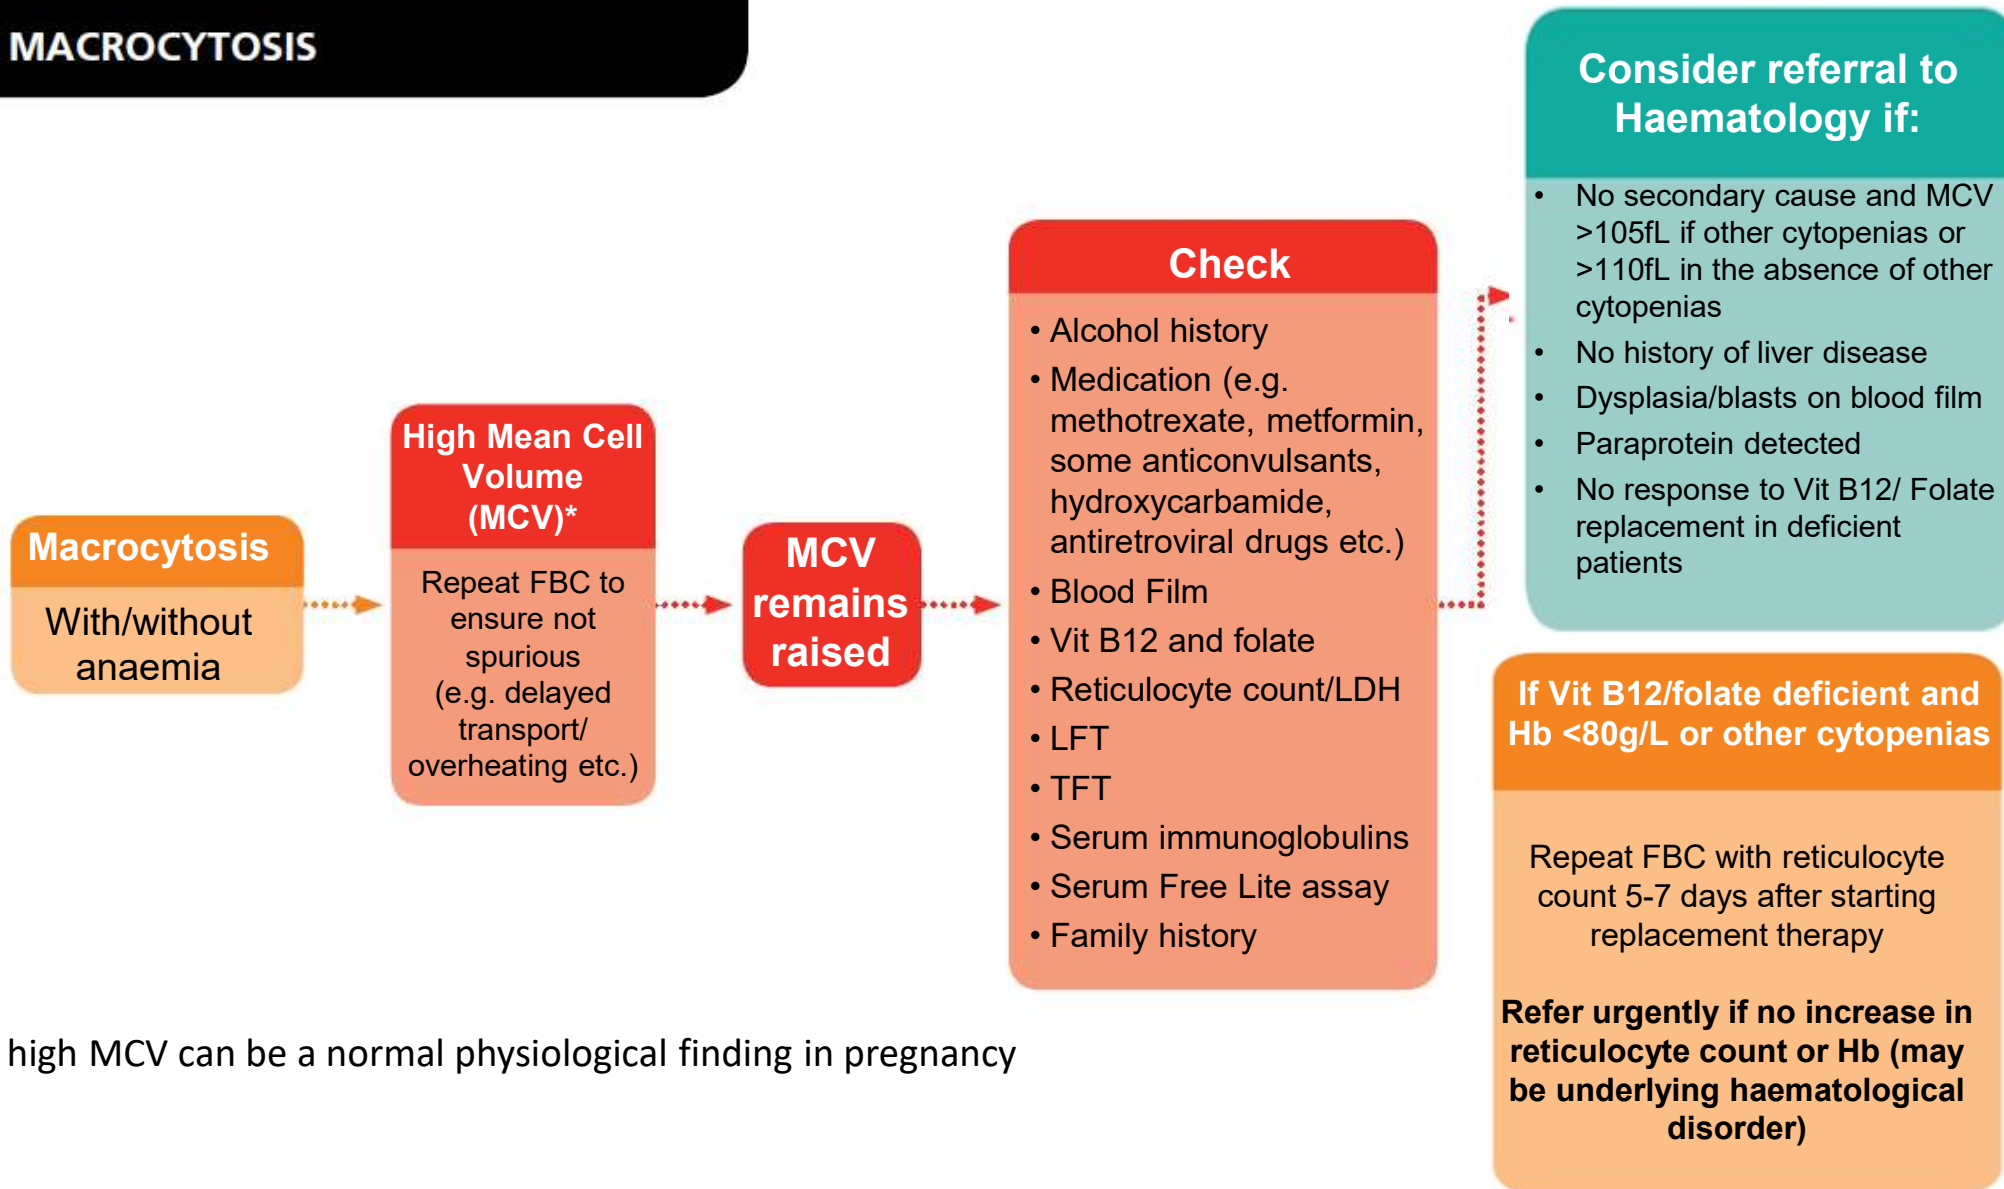 MACROCYTOSIS
Macrocytosis
With/without
anaemia
High Mean Cell
Volume
(MCV)*
Repeat FBC to
ensure not
spurious
(e.g. delayed
transport/
overheating etc.)
MCV
remains
raised
Check
• Alcohol history
• Medication (e.g.
methotrexate, metformin,
some anticonvulsants,
hydroxycarbamide,
antiretroviral drugs etc.)
• Blood Film
• Vit B12 and folate
• Reticulocyte count/LDH
• LFT
• TFT
• Serum immunoglobulins
• Serum Free Lite assay
• Family history
Consider referral to
Haematology if:
• No secondary cause and MCV
>105fL if other cytopenias or
>110fL in the absence of other
cytopenias
• No history of liver disease
• Dysplasia/blasts on blood film
• Paraprotein detected
• No response to Vit B12/ Folate
replacement in deficient
patients
If Vit B12/folate deficient and
Hb <80g/L or other cytopenias
Repeat FBC with reticulocyte
count 5-7 days after starting
replacement therapy
Refer urgently if no increase in
reticulocyte count or Hb (may
be underlying haematological
disorder)
high MCV can be a normal physiological finding in pregnancy